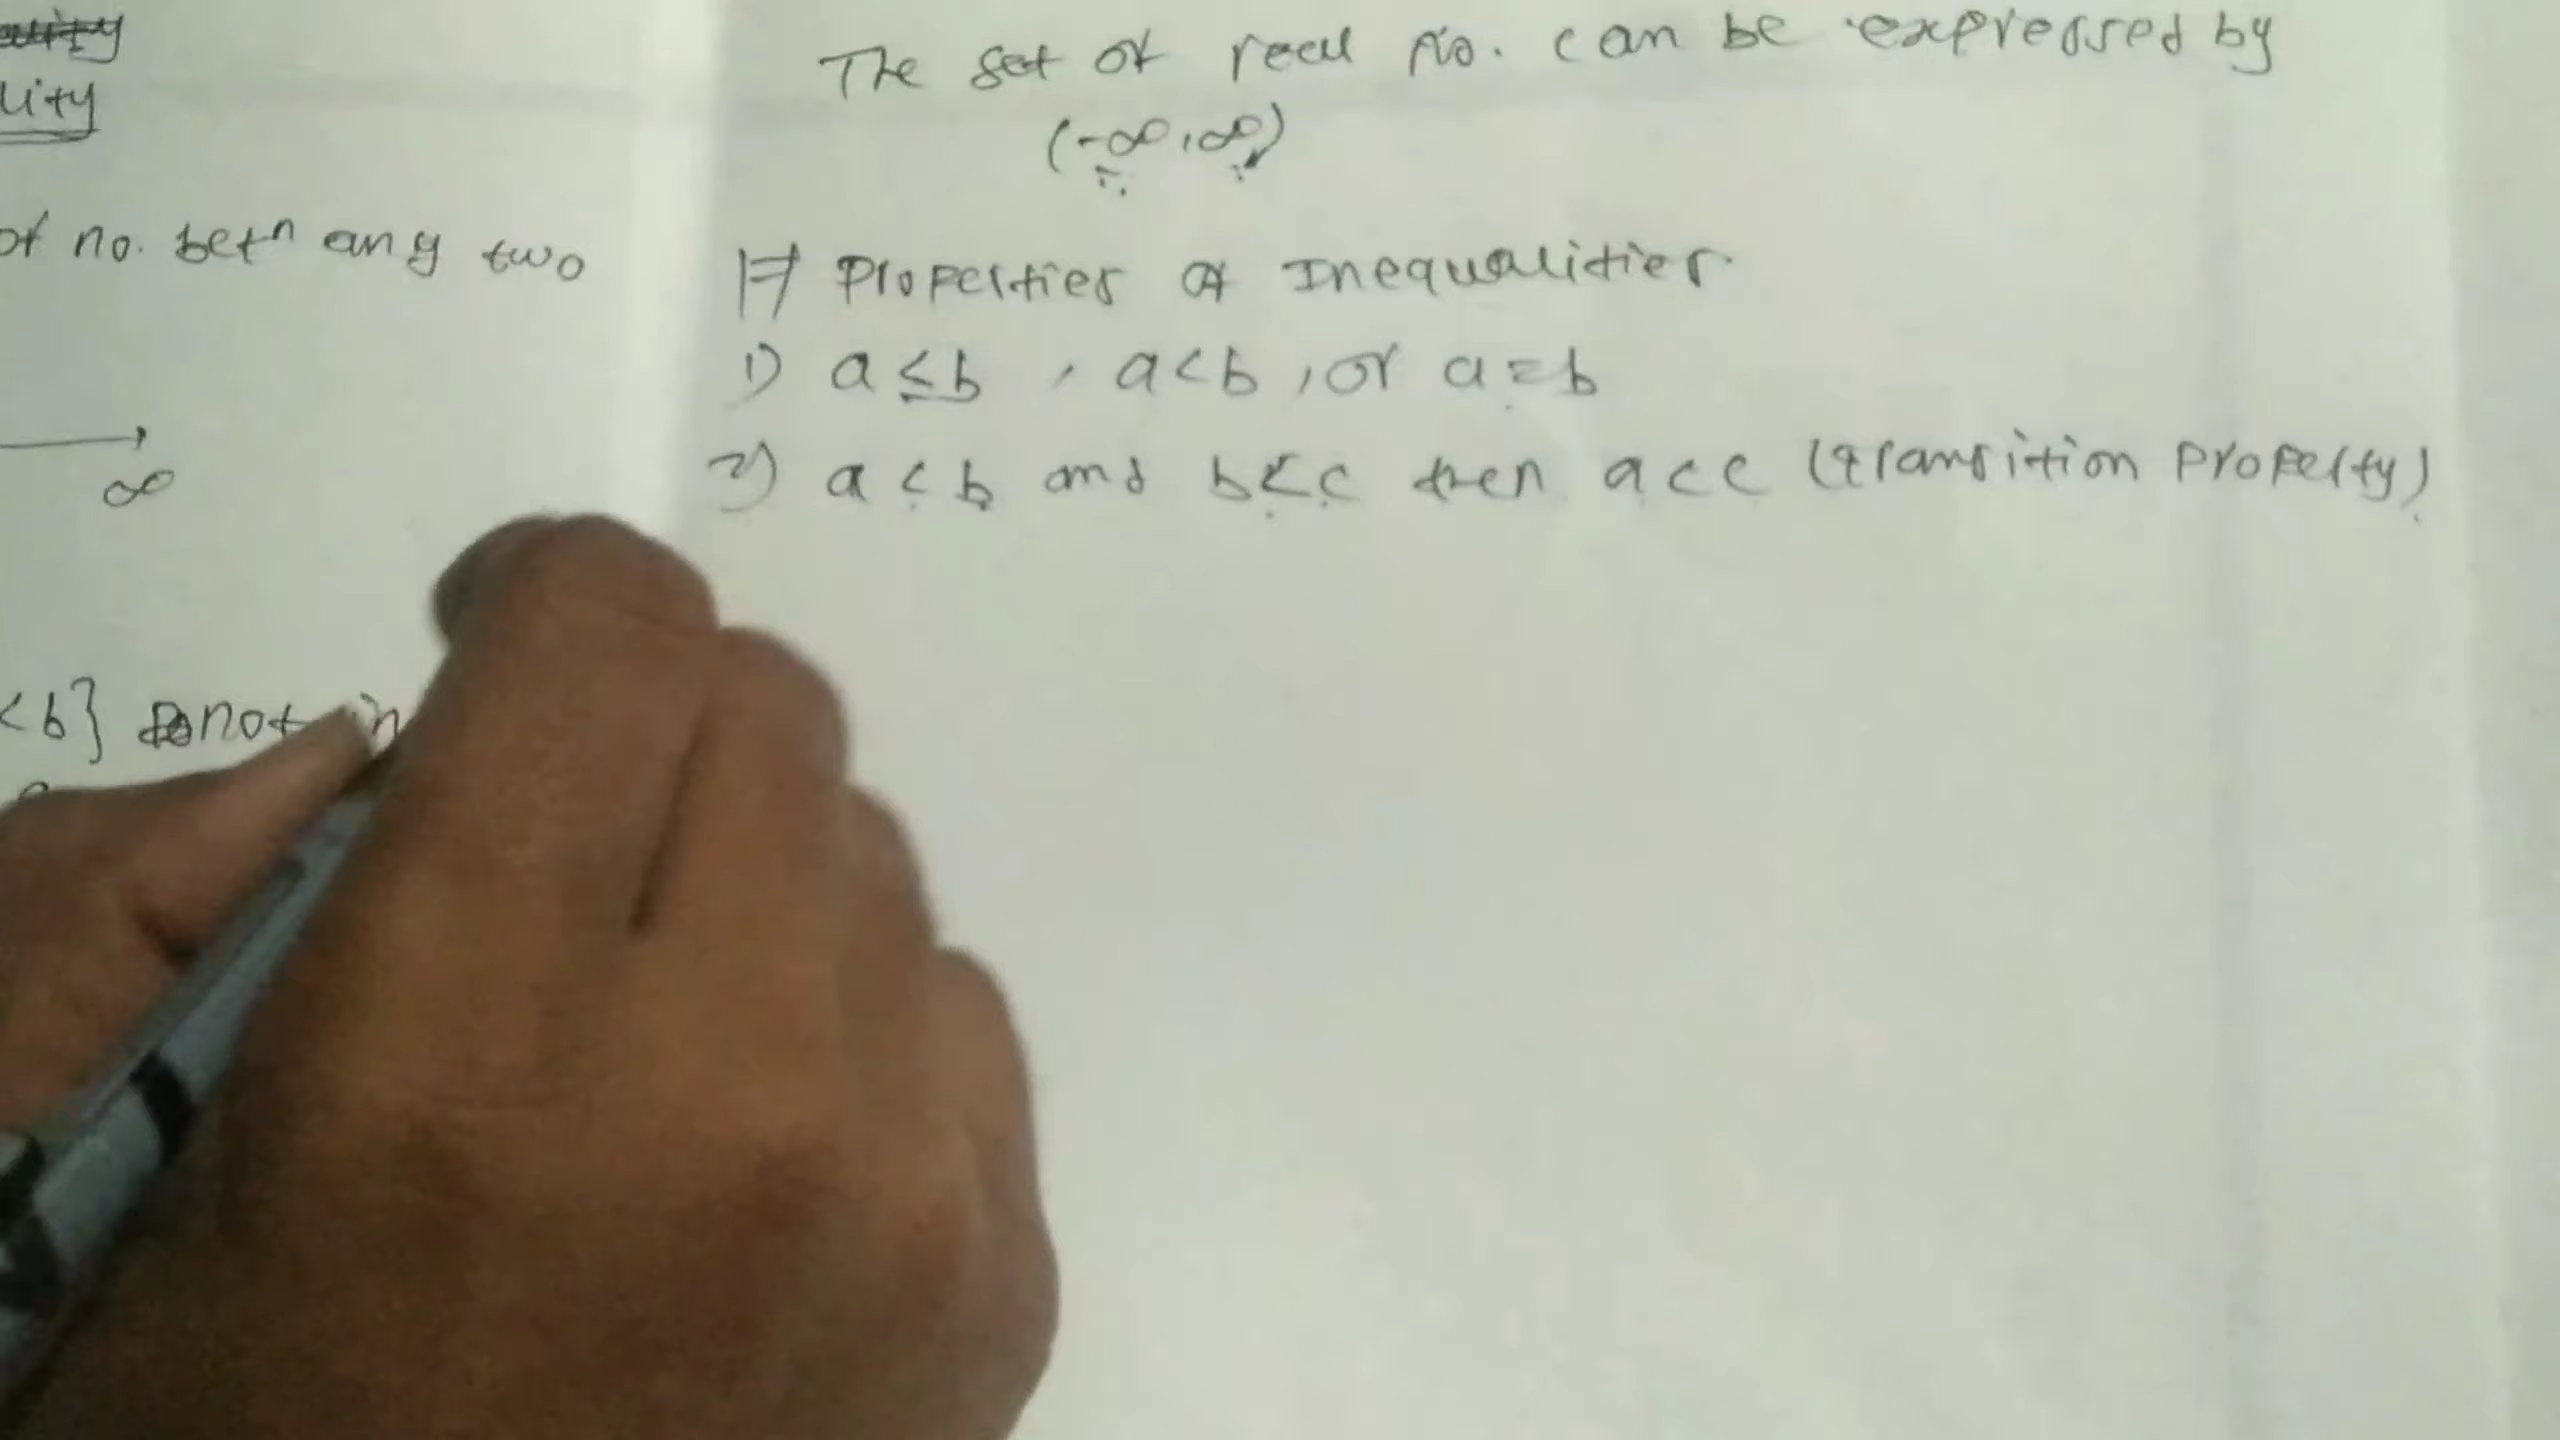 lity
of no. betn any two
∞
<b} not in
The set of real no. can be expressed by
(-∞,∞)
# Properties of Inequalities
1) a≤b , a<b , or a=b
2) a<b and b<c then a<c (transition property)